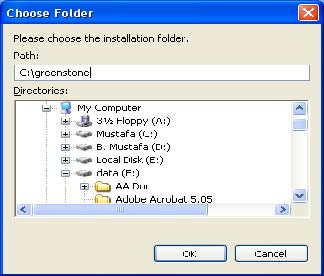 Choose Folder
Please choose the installation folder.
Path:
C:\greenstone
Directories:
My Computer
3½ Floppy (A:)
Mustafa (C:)
B. Mustafa (D:)
Local Disk (E:)
data (F:)
AA Doc
Adobe Acrobat 5.05
OK
Cancel